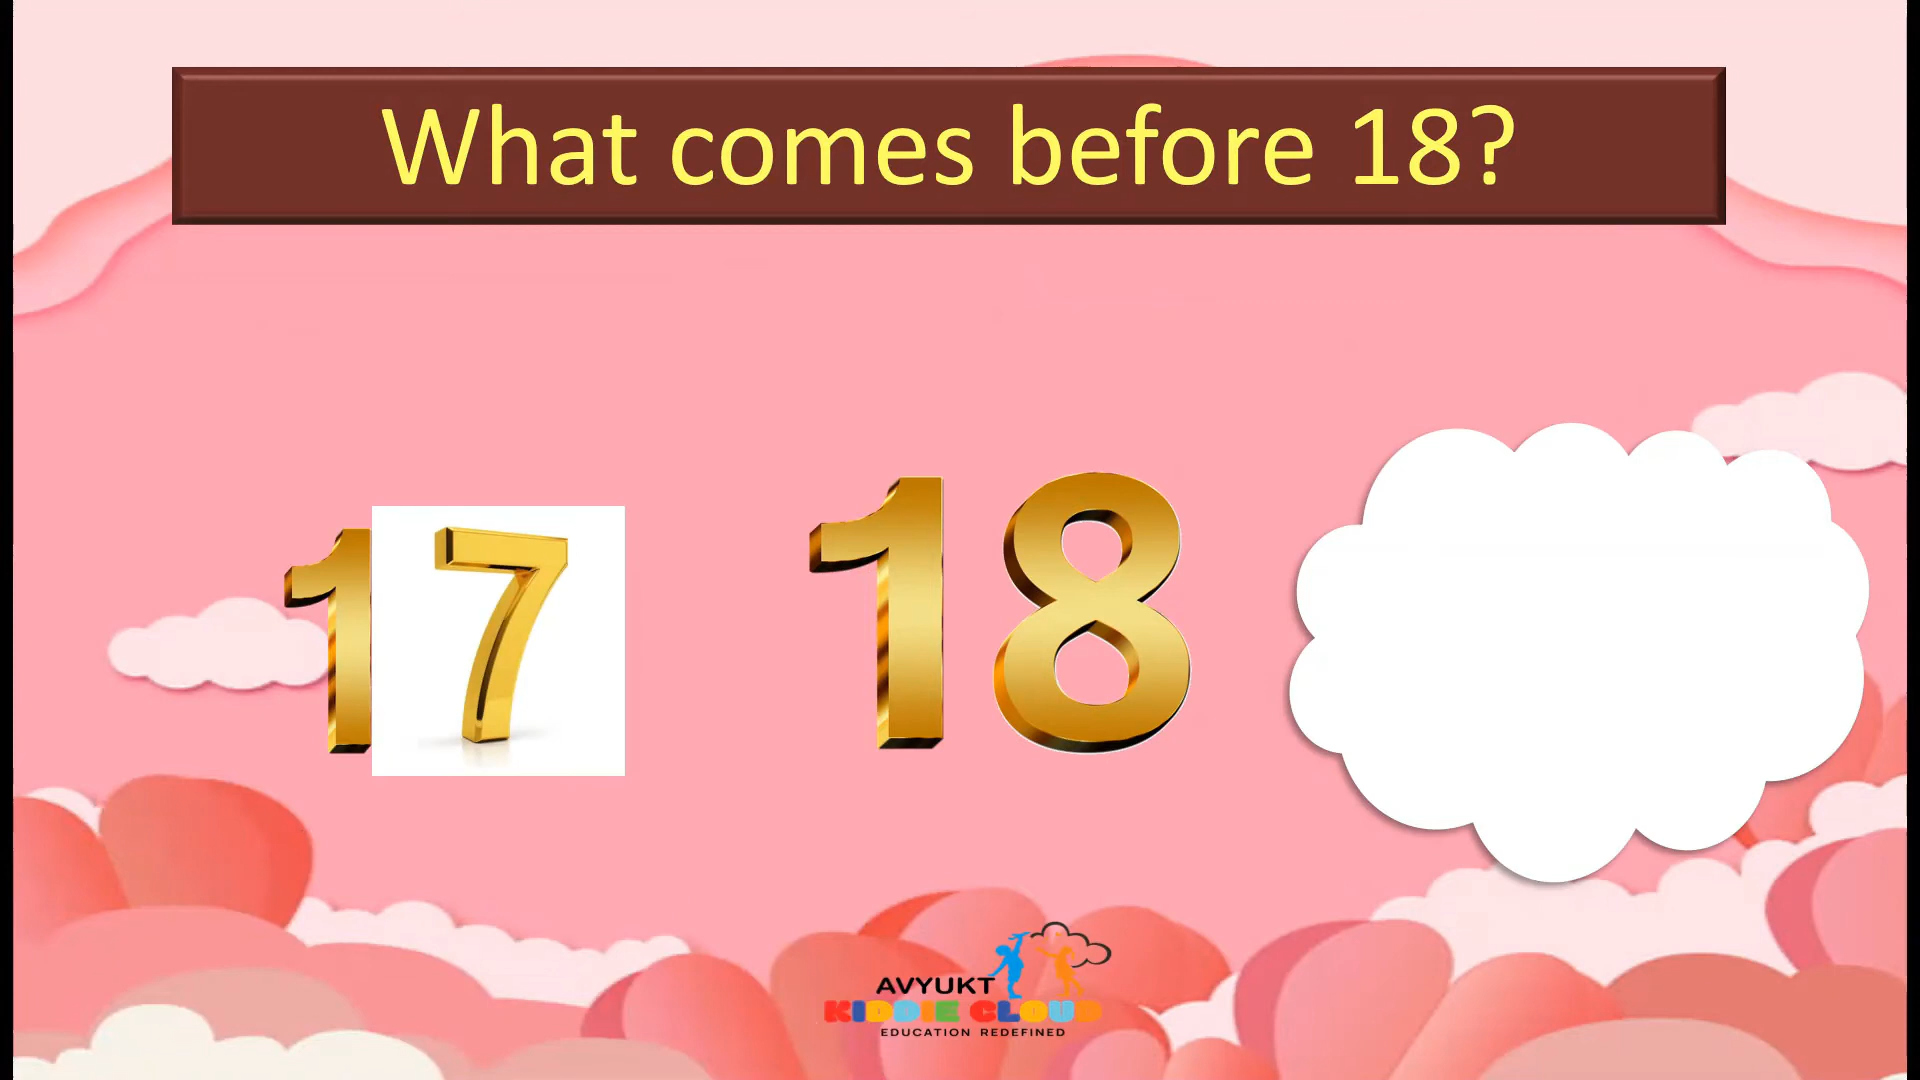 What comes before 18?
17 18
AVYUKT
KIDDIE CLOUD
EDUCATION REDEFINED